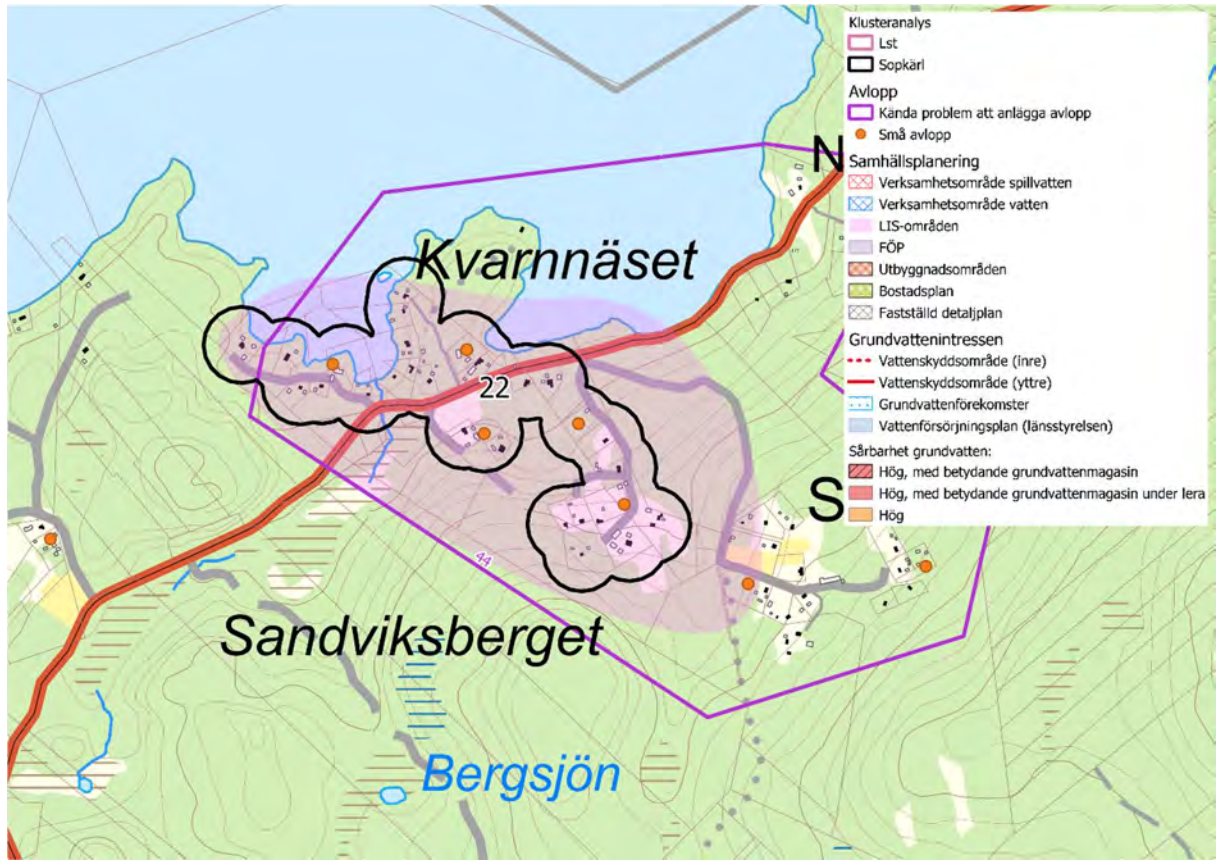 Klusteranalys
Lst
Sopkärl
Avlopp
Kända problem att anlägga avlopp
Små avlopp
Samhällsplanering
Verksamhetsområde spillvatten
Verksamhetsområde vatten
LIS-områden
FÖP
Utbyggnadsområden
Bostadsplan
Fastställd detaljplan
Grundvattenintressen
Vattenskyddsområde (inre)
Vattenskyddsområde (yttre)
Grundvattenförekomster
Vattenförsörjningsplan (länsstyrelsen)
Sårbarhet grundvatten:
Hög, med betydande grundvattenmagasin
Hög, med betydande grundvattenmagasin under lera
Hög
N
Kvarnnäset
22
S
44
Sandviksberget
Bergsjön